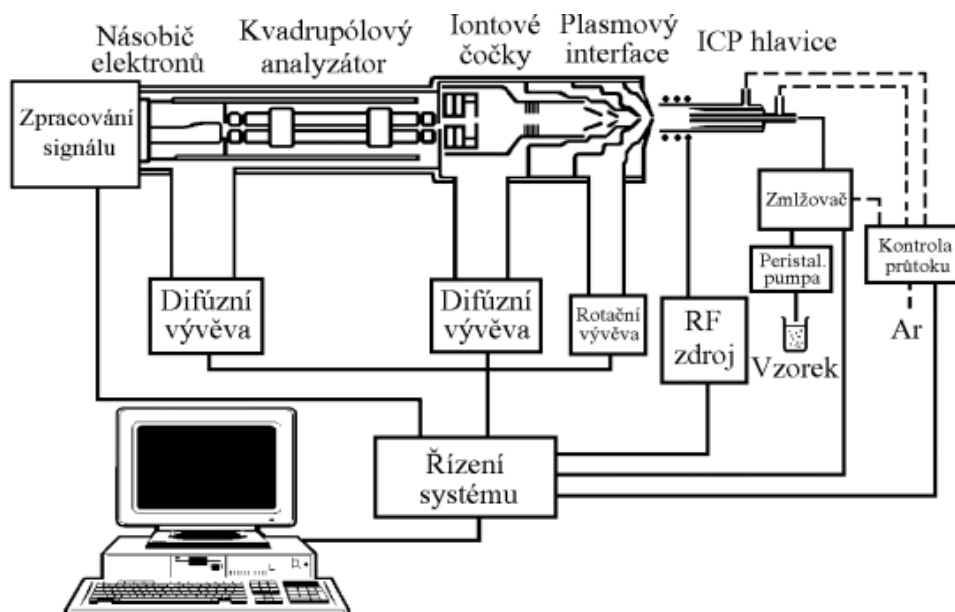 Násobič
elektronů
Kvadrupólový
analyzátor
Iontové
čočky
Plasmový
interface
ICP hlavice
Zpracování
signálu
Zmlžovač
Kontrola
průtoku
Peristal.
pumpa
Difúzní
vývěva
Difúzní
vývěva
Rotační
vývěva
RF
zdroj
Vzorek
Ar
Řízení
systému